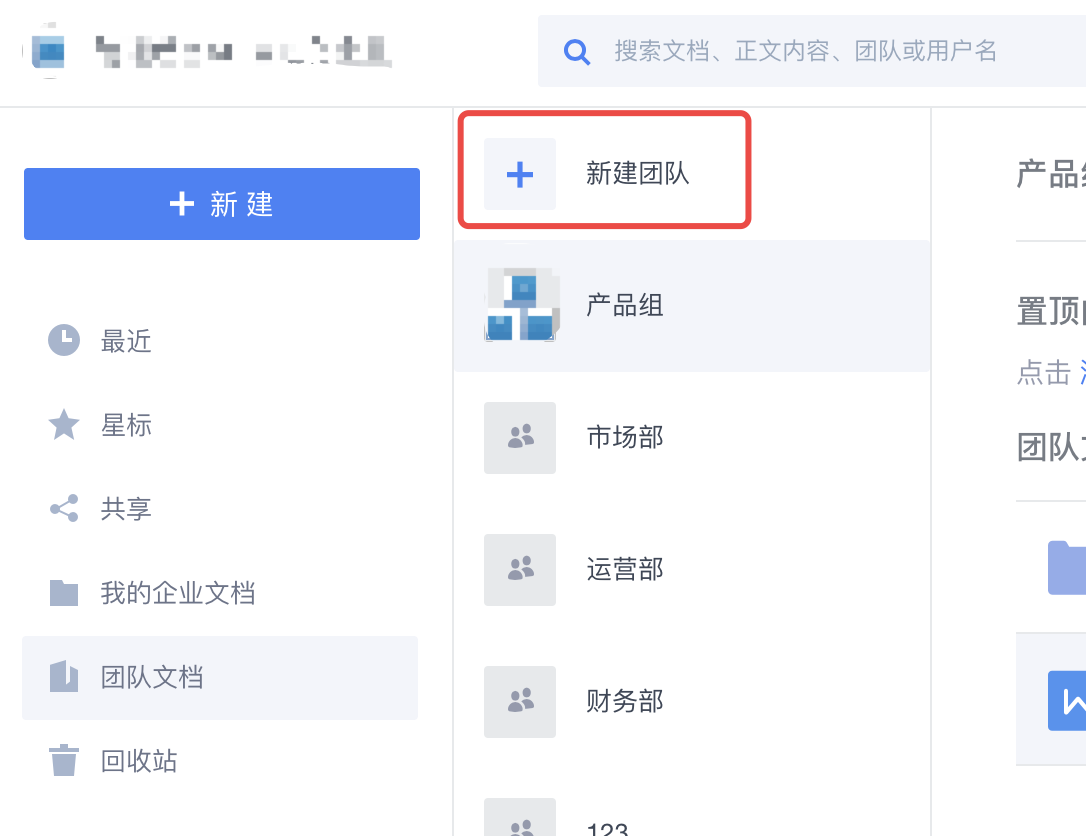 搜索文档、正文内容、团队或用户名
新 建
最近
星标
共享
我的企业文档
团队文档
回收站
新建团队
产品组
市场部
运营部
财务部
123
产品
置顶
点击
团队